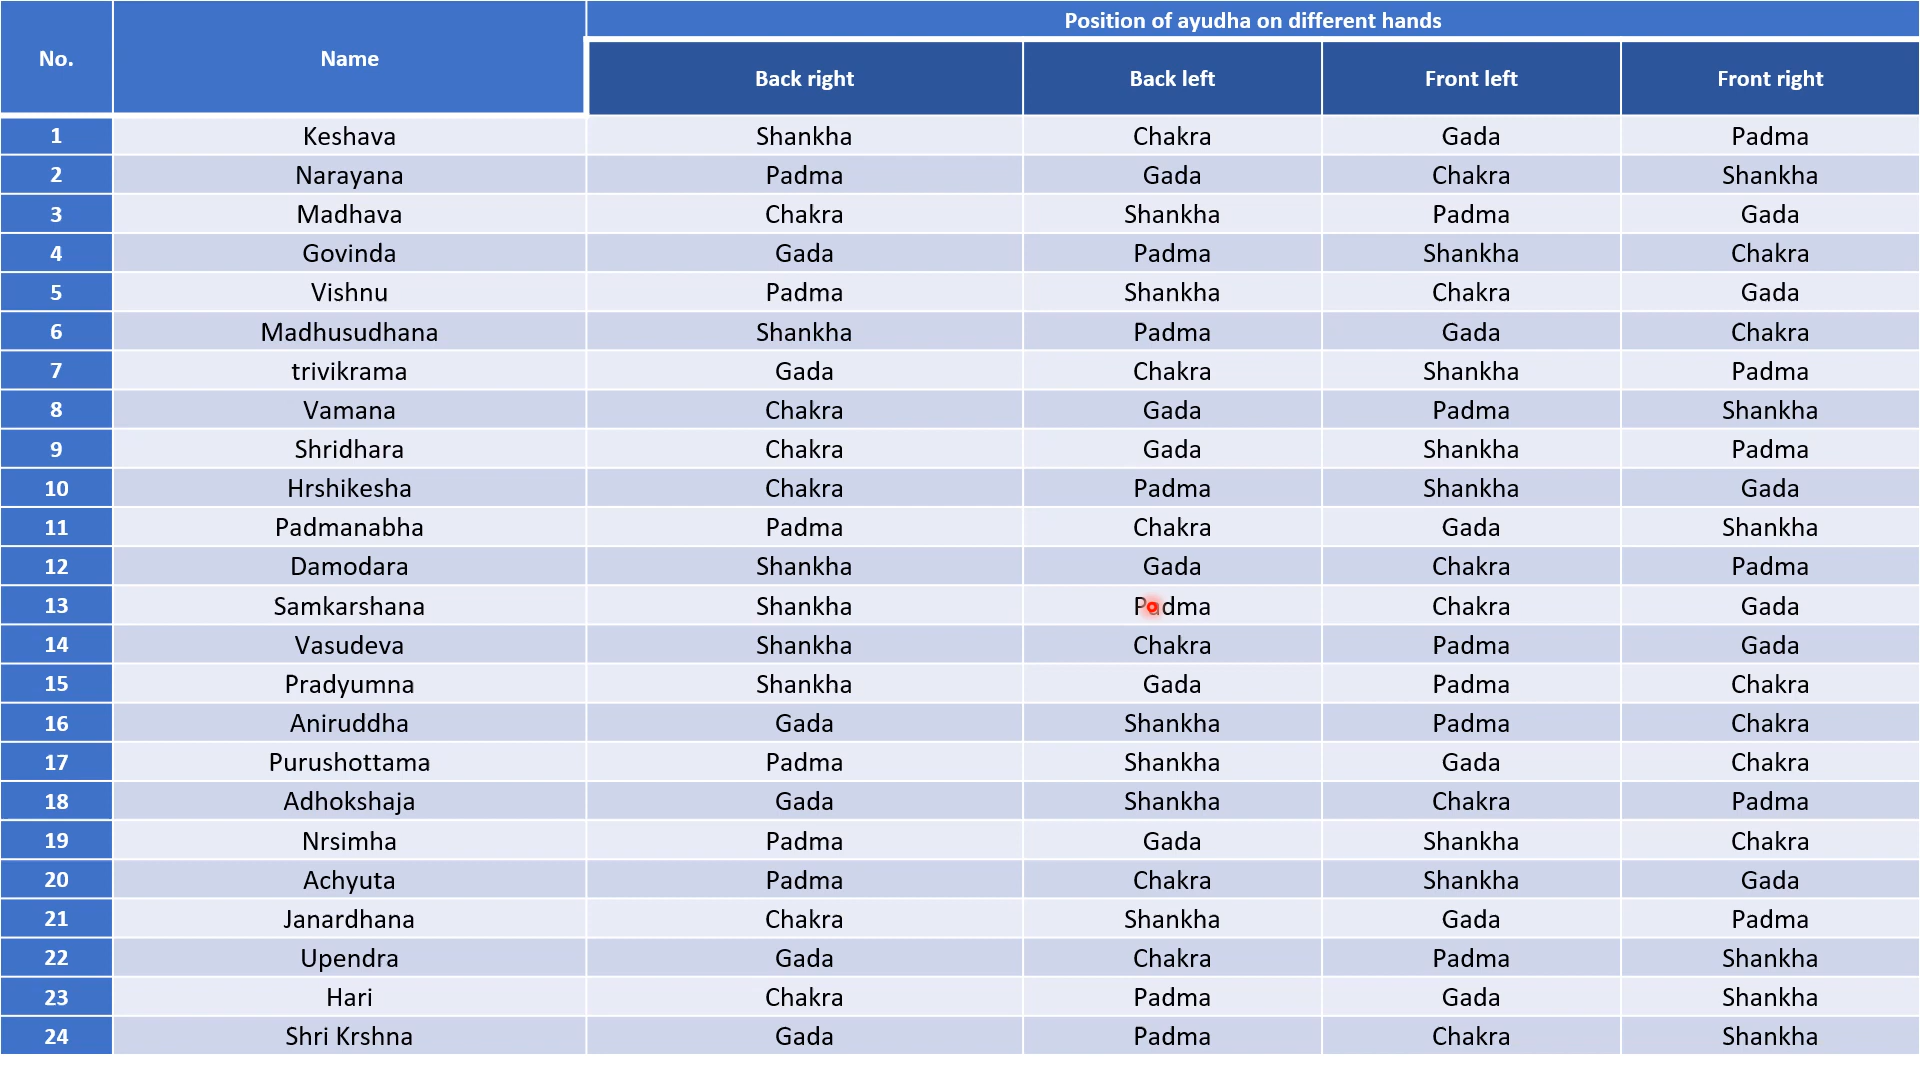 No. Name Position of ayudha on different hands
Back right Back left Front left Front right
1 Keshava Shankha Chakra Gada Padma
2 Narayana Padma Gada Chakra Shankha
3 Madhava Chakra Shankha Padma Gada
4 Govinda Gada Padma Shankha Chakra
5 Vishnu Padma Shankha Chakra Gada
6 Madhusudhana Shankha Padma Gada Chakra
7 trivikrama Gada Chakra Shankha Padma
8 Vamana Chakra Gada Padma Shankha
9 Shridhara Chakra Gada Shankha Padma
10 Hrshikesha Chakra Padma Shankha Gada
11 Padmanabha Padma Chakra Gada Shankha
12 Damodara Shankha Gada Chakra Padma
13 Samkarshana Shankha Padma Chakra Gada
14 Vasudeva Shankha Chakra Padma Gada
15 Pradyumna Shankha Gada Padma Chakra
16 Aniruddha Gada Shankha Padma Chakra
17 Purushottama Padma Shankha Gada Chakra
18 Adhokshaja Gada Shankha Chakra Padma
19 Nrsimha Padma Gada Shankha Chakra
20 Achyuta Padma Chakra Shankha Gada
21 Janardhana Chakra Shankha Gada Padma
22 Upendra Gada Chakra Padma Shankha
23 Hari Chakra Padma Gada Shankha
24 Shri Krshna Gada Padma Chakra Shankha